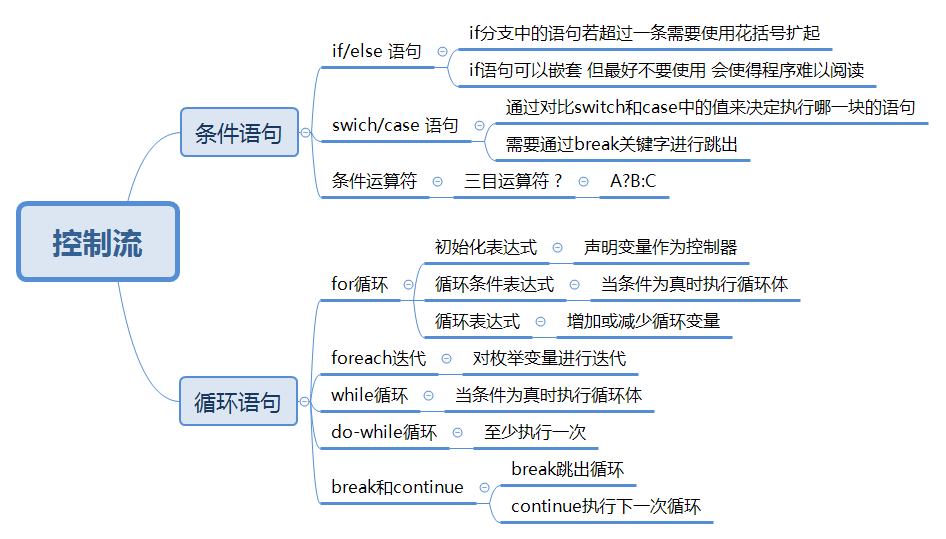 控制流
条件语句
if/else 语句
if分支中的语句若超过一条需要使用花括号扩起
if语句可以嵌套 但最好不要使用 会使得程序难以阅读
swich/case 语句
通过对比switch和case中的值来决定执行哪一块的语句
需要通过break关键字进行跳出
条件运算符
三目运算符？
A?B:C
循环语句
for循环
初始化表达式
声明变量作为控制器
循环条件表达式
当条件为真时执行循环体
循环表达式
增加或减少循环变量
foreach迭代
对枚举变量进行迭代
while循环
当条件为真时执行循环体
do-while循环
至少执行一次
break和continue
break跳出循环
continue执行下一次循环